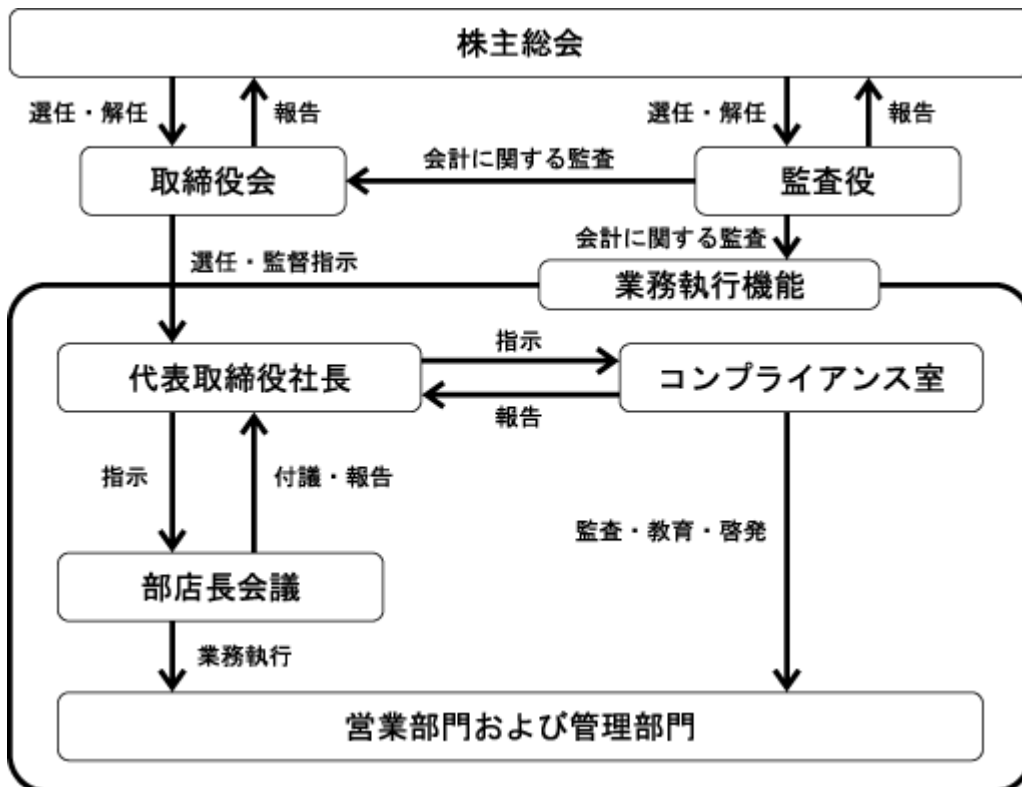 株主総会
選任・解任
報告
選任・解任
報告
取締役会
会計に関する監査
監査役
会計に関する監査
選任・監督指示
業務執行機能
代表取締役社長
指示
報告
コンプライアンス室
指示
付議・報告
監査・教育・啓発
部店長会議
業務執行
営業部門および管理部門